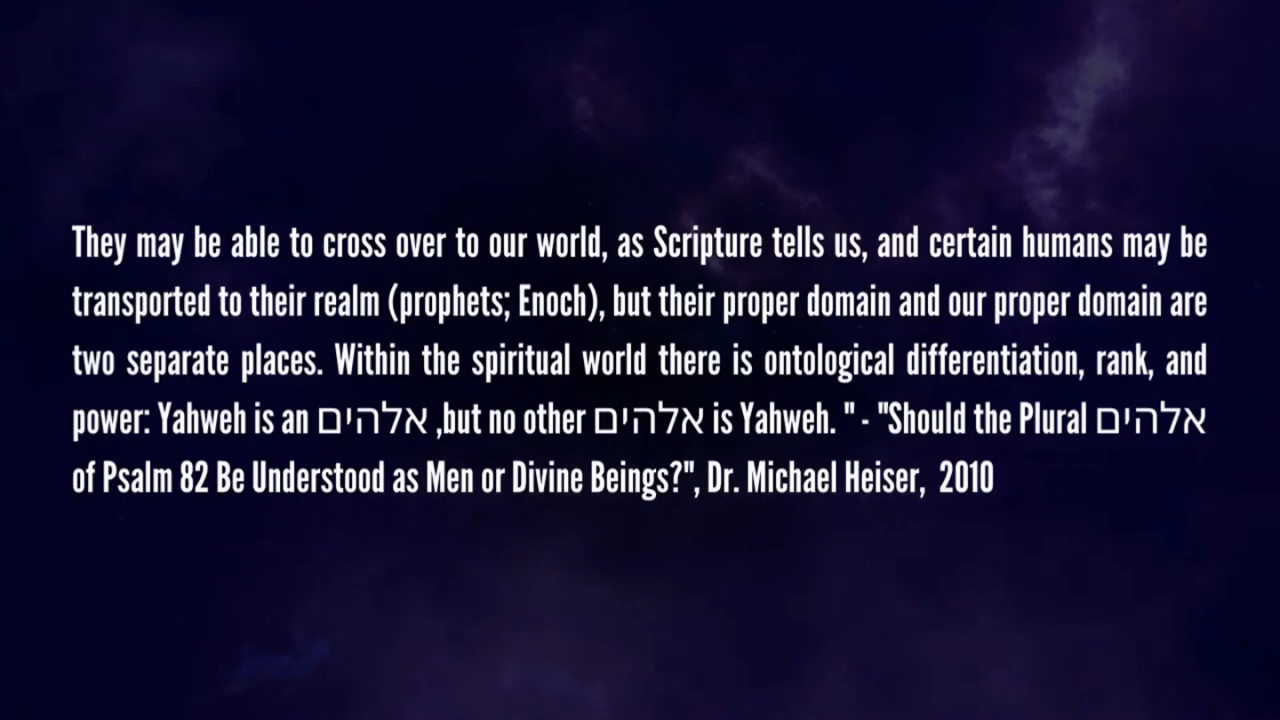 They may be able to cross over to our world, as Scripture tells us, and certain humans may be
transported to their realm (prophets; Enoch), but their proper domain and our proper domain are
two separate places. Within the spiritual world there is ontological differentiation, rank, and
power: Yahweh is an אלהים ,but no other אלהים is Yahweh. " - "Should the Plural אלהים
of Psalm 82 Be Understood as Men or Divine Beings?", Dr. Michael Heiser, 2010